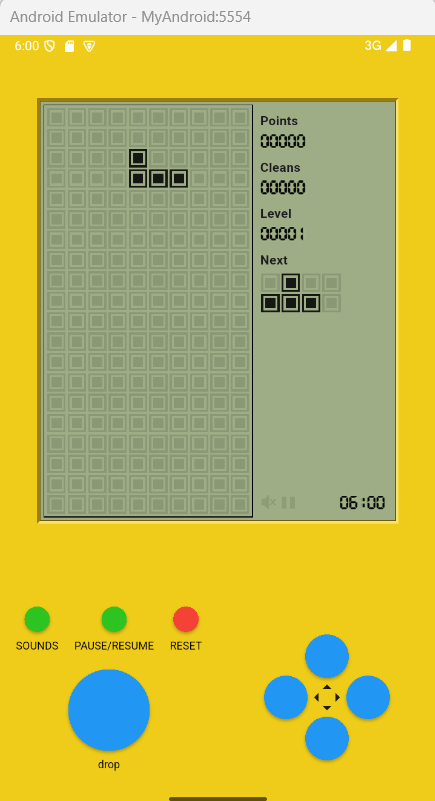 Android Emulator - MyAndroid:5554
6:00
3G
Points
00000
Cleans
00000
Level
00001
Next
06:00
SOUNDS
PAUSE/RESUME
RESET
drop